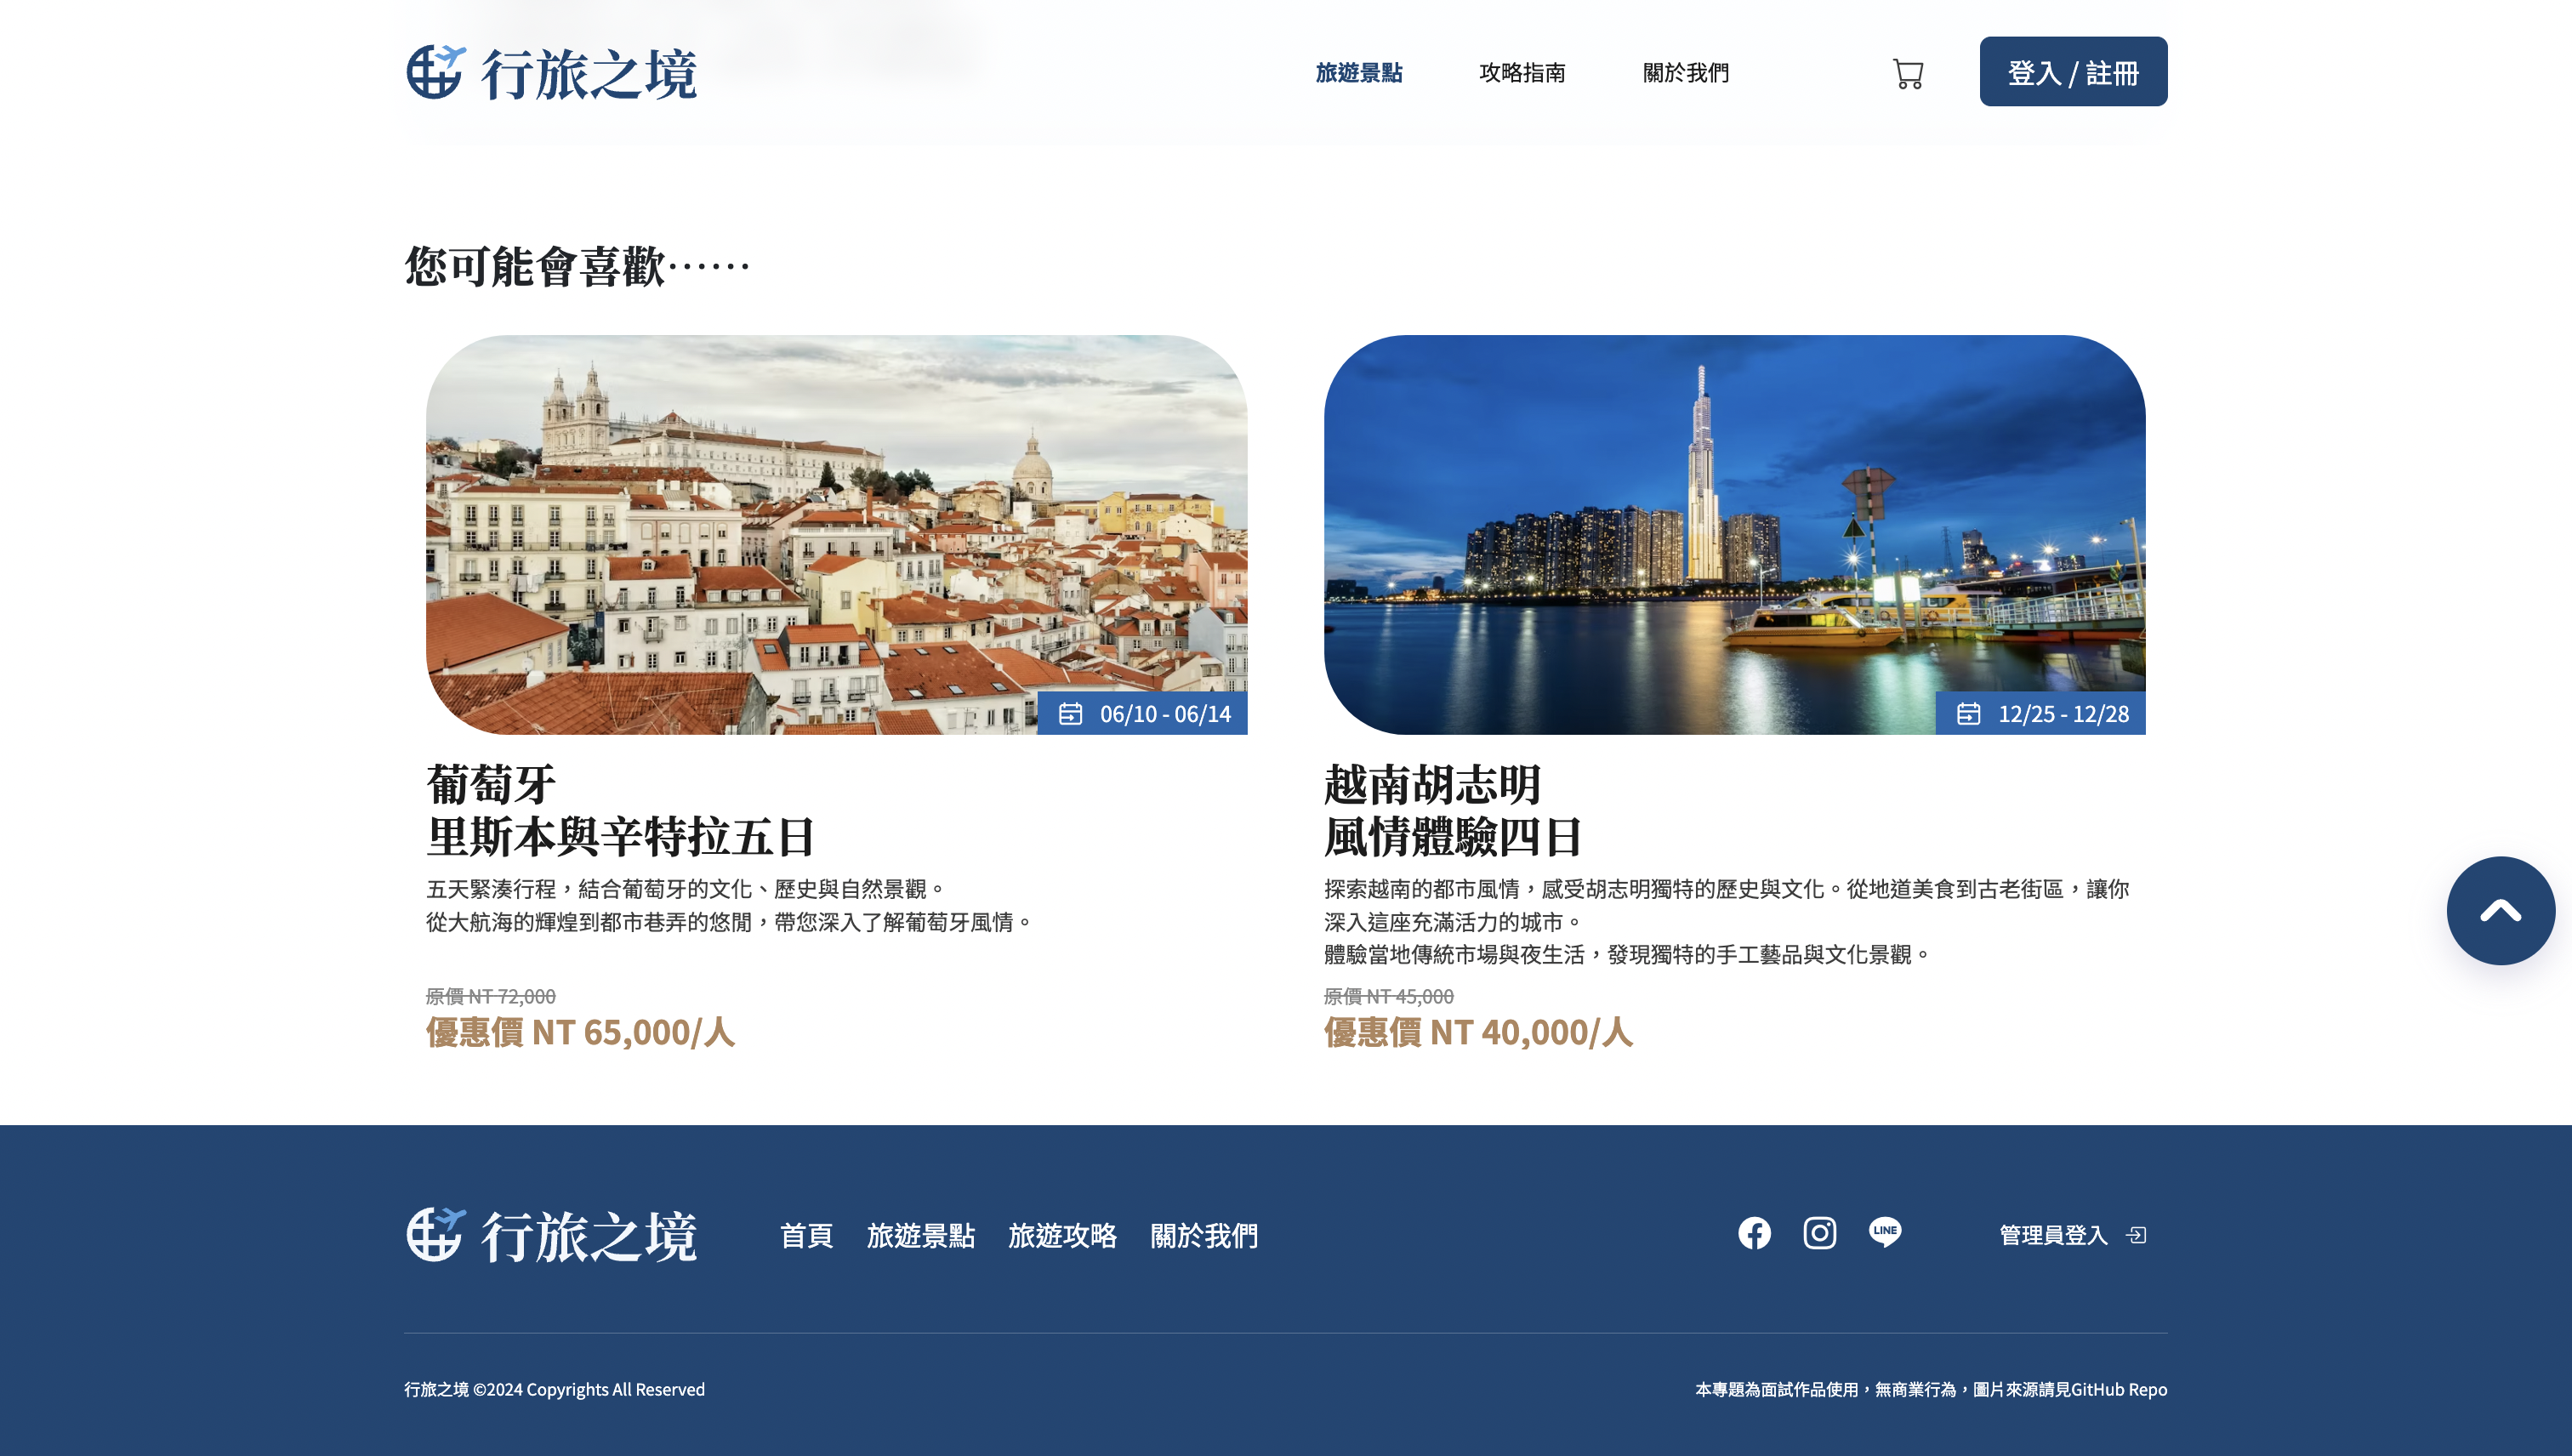 行旅之境
旅遊景點
攻略指南
關於我們
登入 / 註冊
您可能會喜歡⋯⋯
06/10 - 06/14
葡萄牙
里斯本與辛特拉五日
五天緊湊行程，結合葡萄牙的文化、歷史與自然景觀。
從大航海的輝煌到都市巷弄的悠閒，帶您深入了解葡萄牙風情。
原價 NT 72,000
優惠價 NT 65,000/人
12/25 - 12/28
越南胡志明
風情體驗四日
探索越南的都市風情，感受胡志明獨特的歷史與文化。從地道美食到古老街區，讓你
深入這座充滿活力的城市。
體驗當地傳統市場與夜生活，發現獨特的手工藝品與文化景觀。
原價 NT 45,000
優惠價 NT 40,000/人
行旅之境
首頁
旅遊景點
旅遊攻略
關於我們
LINE
管理員登入
行旅之境 ©2024 Copyrights All Reserved
本專題為面試作品使用，無商業行為，圖片來源請見GitHub Repo